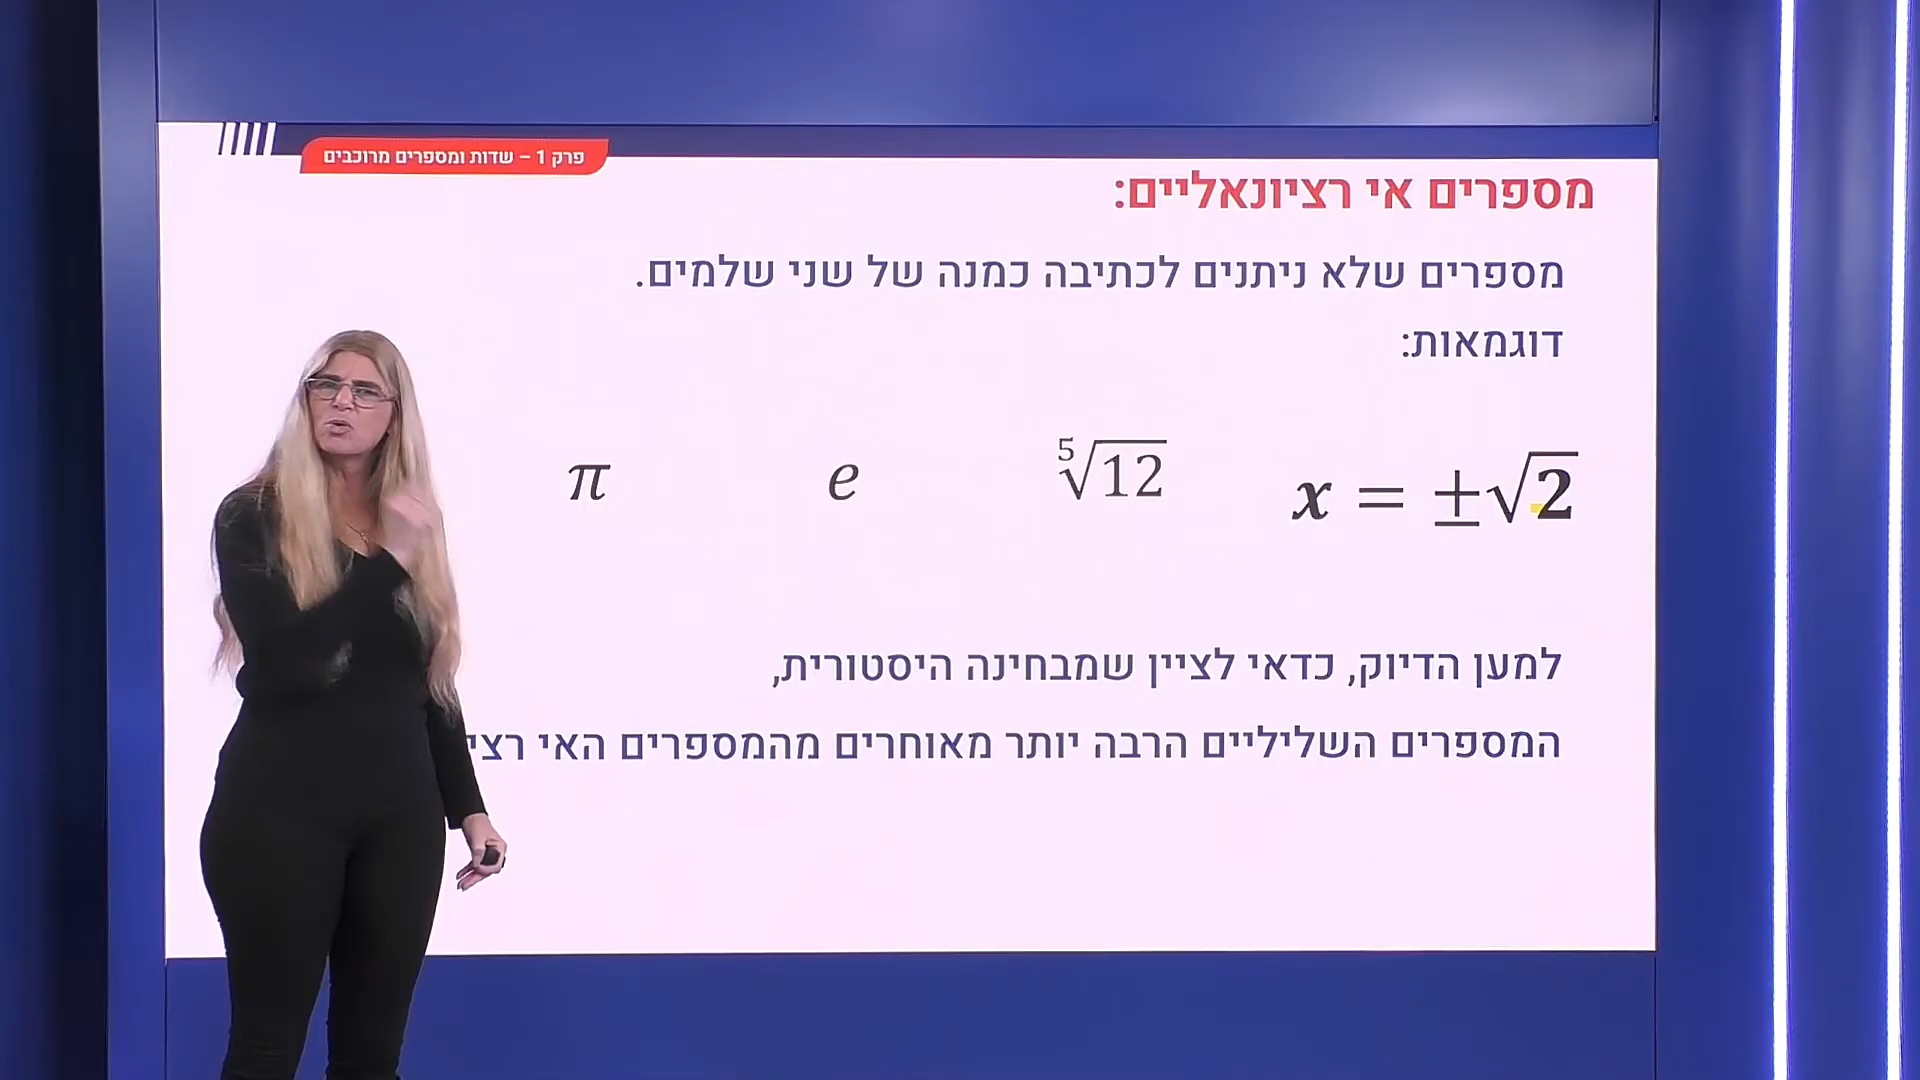 פרק 1 – שדות ומספרים מרוכבים
מספרים אי רציונאליים:
מספרים שלא ניתנים לכתיבה כמנה של שני שלמים.
דוגמאות:
x = ±√2 ⁵√12 e π
למען הדיוק, כדאי לציין שמבחינה היסטורית,
המספרים השליליים הרבה יותר מאוחרים מהמספרים האי